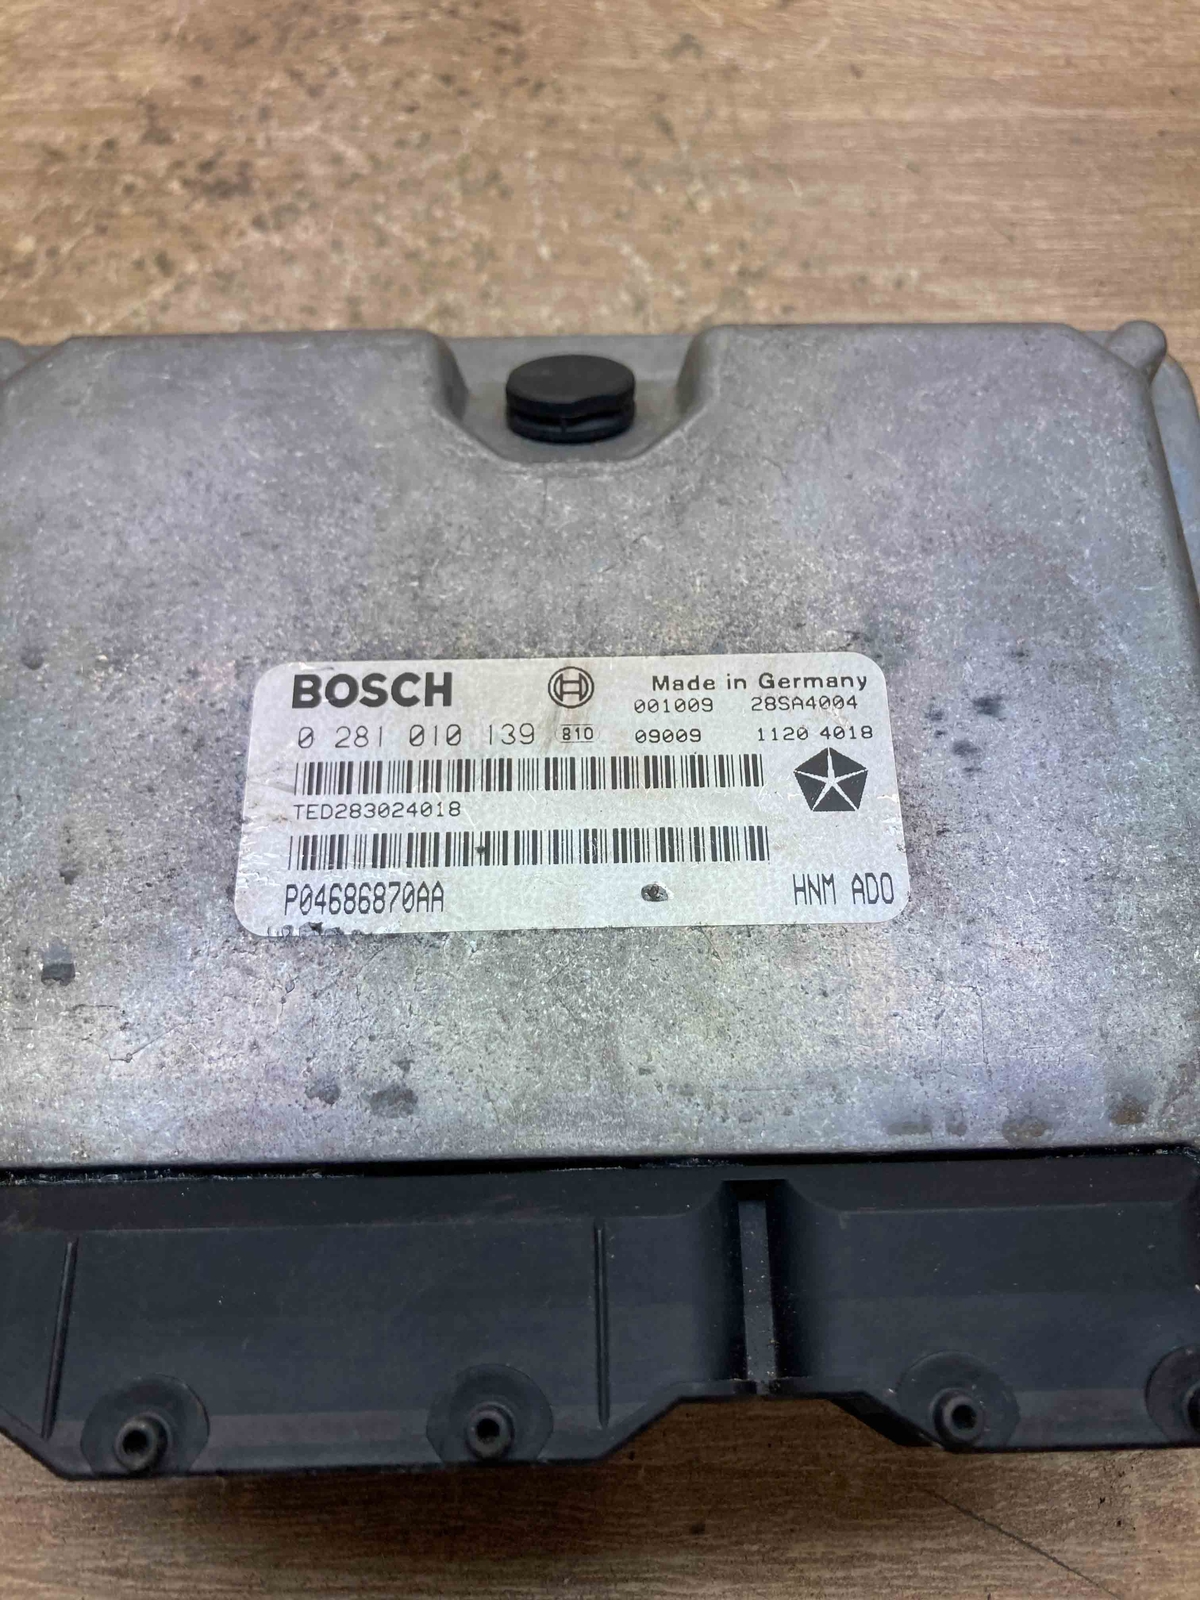 BOSCH Made in Germany
001009 28SA4004
0 281 010 139 810 09009 1120 4018
TED283024018
P04686870AA HNM ADO